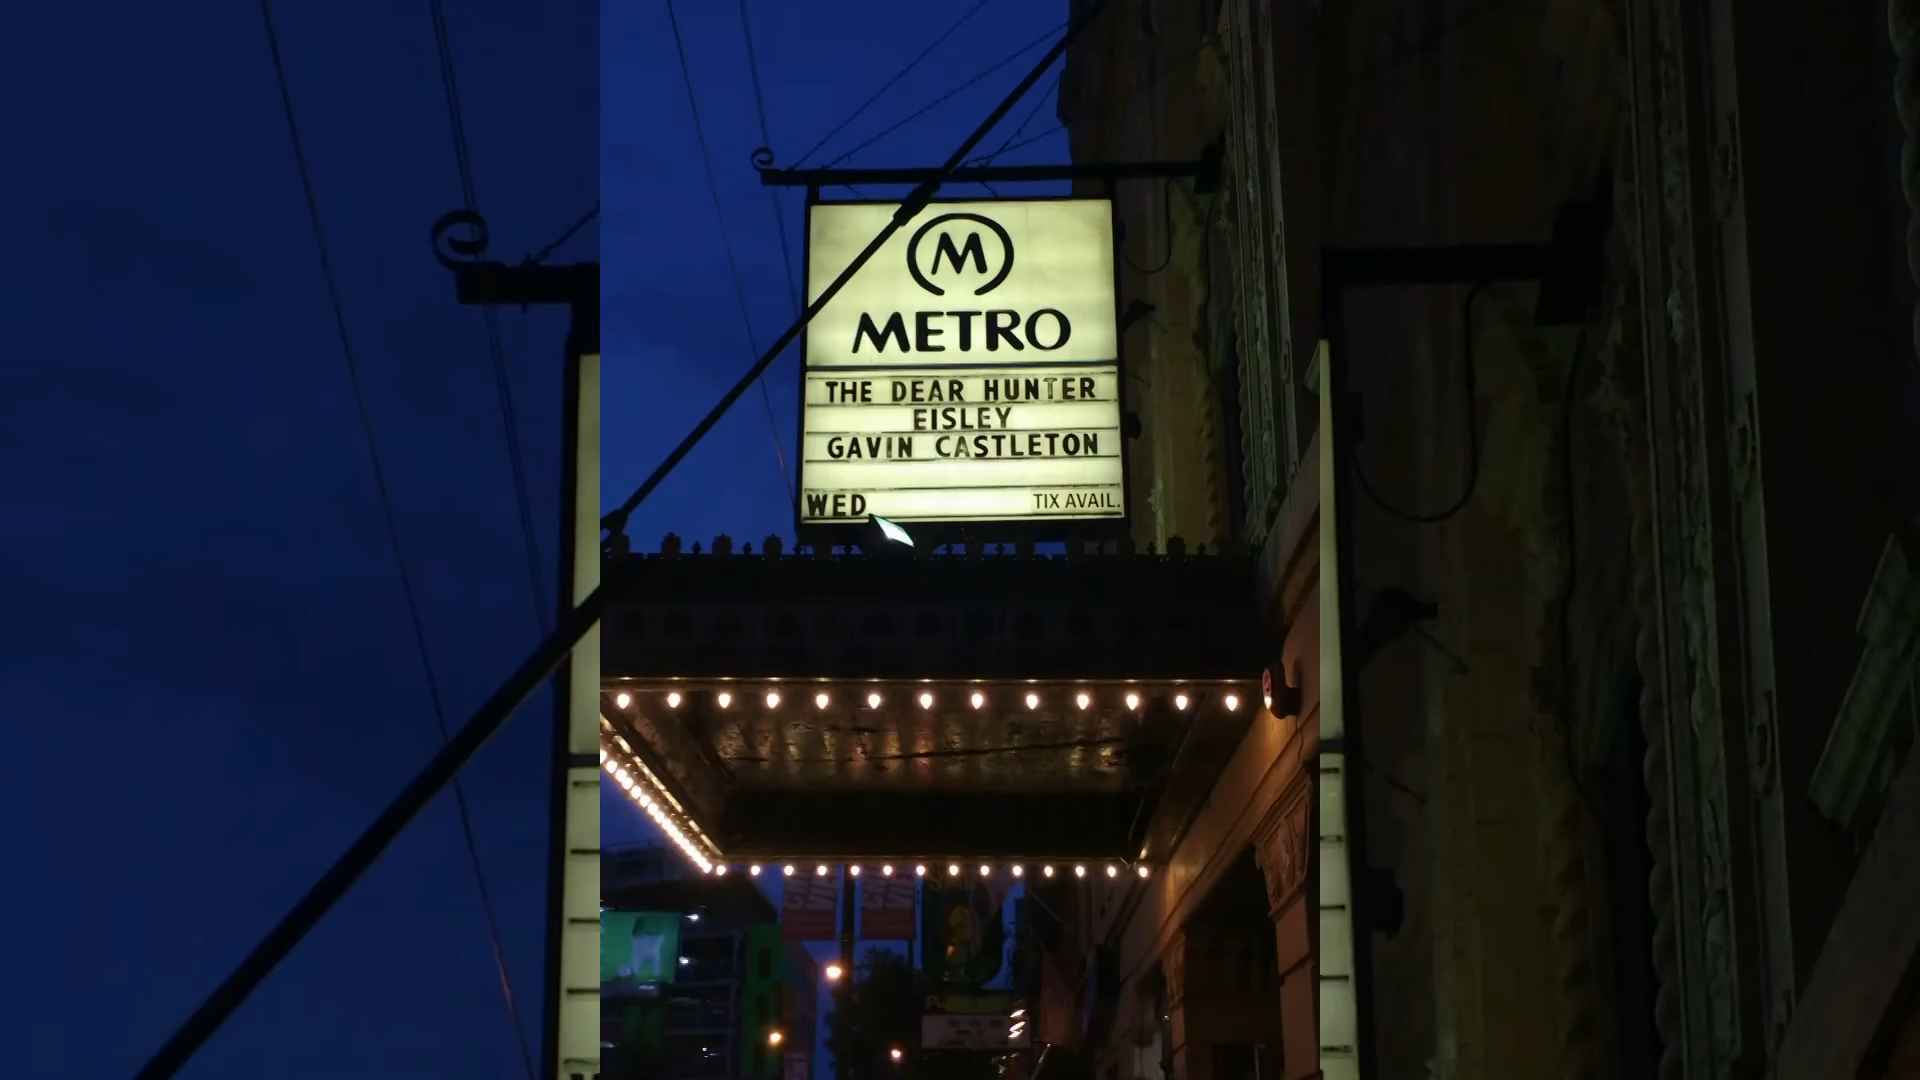 M
METRO
THE DEAR HUNTER
EISLEY
GAVIN CASTLETON
WED
TIX AVAIL.